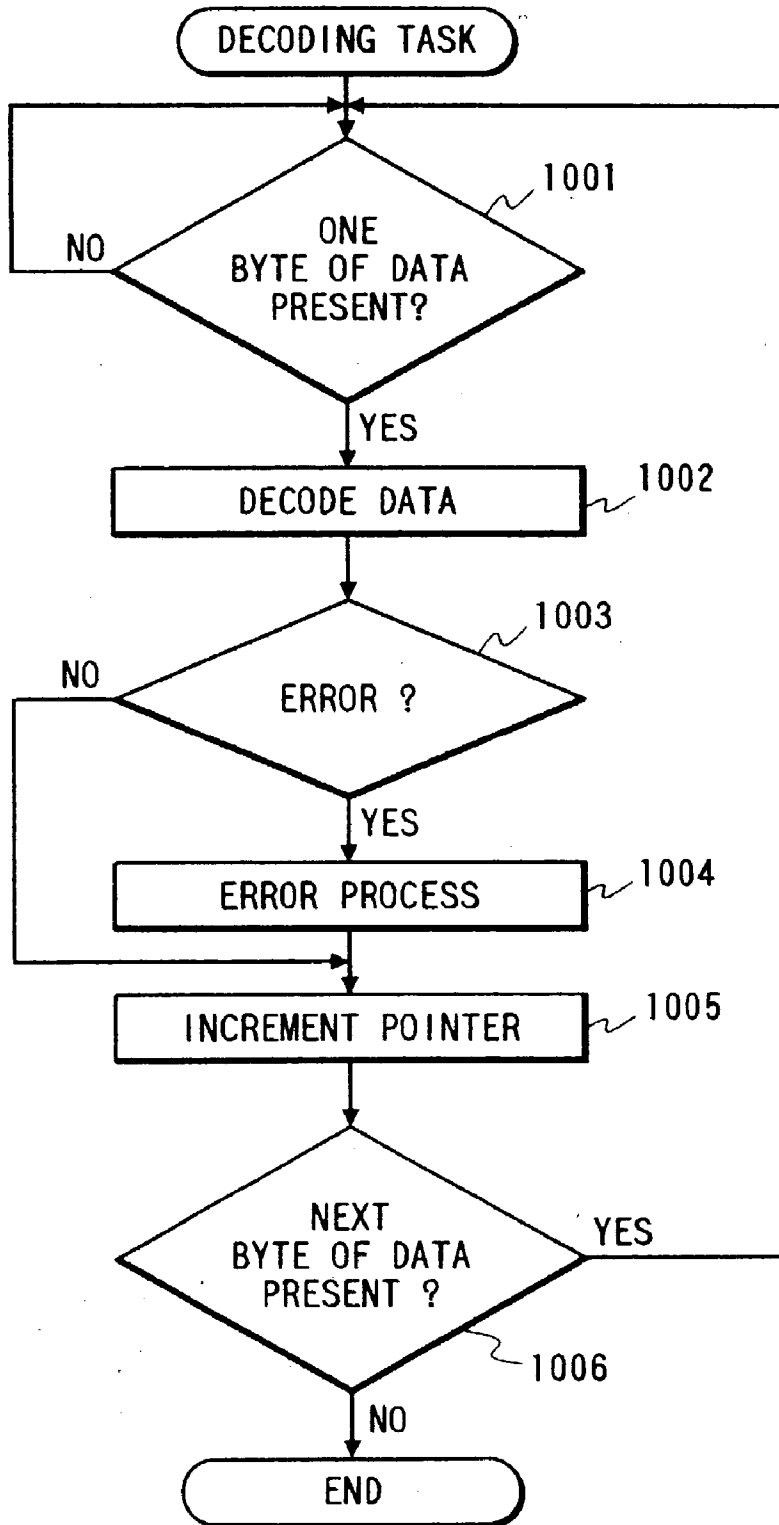 DECODING TASK
1001
NO
ONE
BYTE OF DATA
PRESENT?
YES
DECODE DATA
1002
1003
NO
ERROR ?
YES
ERROR PROCESS
1004
INCREMENT POINTER
1005
NEXT
BYTE OF DATA
PRESENT ?
YES
1006
NO
END